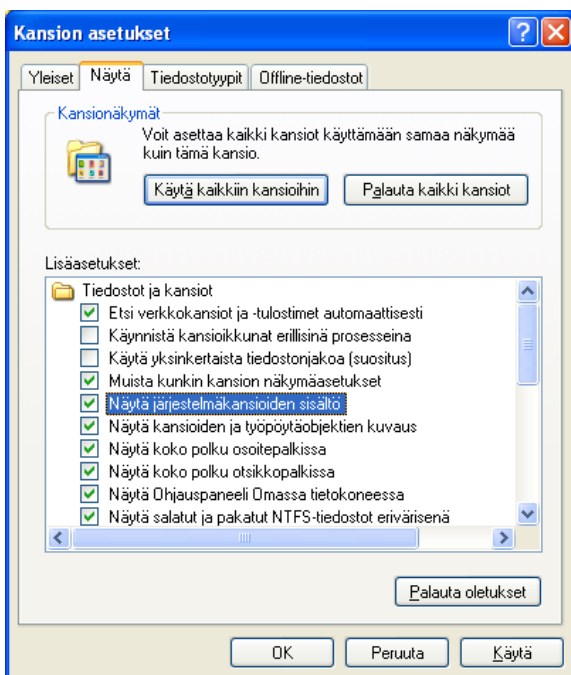 Kansion asetukset
Yleiset Näytä Tiedostotyypit Offline-tiedostot
Kansionäkymät
Voit asettaa kaikki kansiot käyttämään samaa näkymää
kuin tämä kansio.
Käytä kaikkiin kansioihin Palauta kaikki kansiot
Lisäasetukset:
Tiedostot ja kansiot
Etsi verkkokansiot ja -tulostimet automaattisesti
Käynnistä kansioikkunat erillisinä prosesseina
Käytä yksinkertaista tiedostonjakoa (suositus)
Muista kunkin kansion näkymäasetukset
Näytä järjestelmäkansioiden sisältö
Näytä kansioiden ja työpöytäobjektien kuvaus
Näytä koko polku osoitepalkissa
Näytä koko polku otsikkopalkissa
Näytä Ohjauspaneeli Omassa tietokoneessa
Näytä salatut ja pakatut NTFS-tiedostot erivärisenä
Palauta oletukset
OK Peruuta Käytä